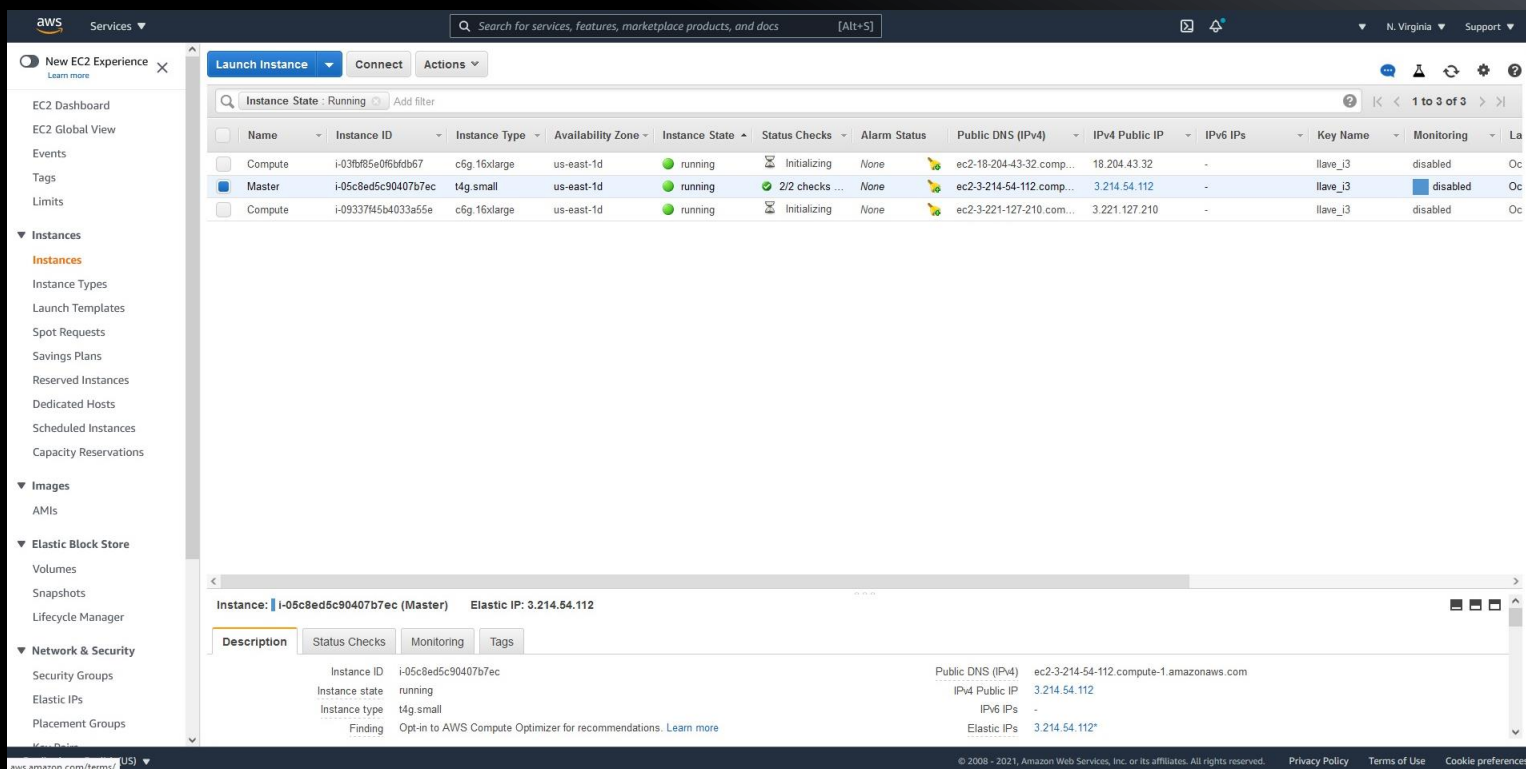 aws Services Search for services, features, marketplace products, and docs [Alt+S] N. Virginia Support
New EC2 Experience
Learn more
EC2 Dashboard
EC2 Global View
Events
Tags
Limits
Instances
Instances
Instance Types
Launch Templates
Spot Requests
Savings Plans
Reserved Instances
Dedicated Hosts
Scheduled Instances
Capacity Reservations
Images
AMIs
Elastic Block Store
Volumes
Snapshots
Lifecycle Manager
Network & Security
Security Groups
Elastic IPs
Placement Groups
Launch Instance Connect Actions
Instance State : Running Add filter 1 to 3 of 3
Name Instance ID Instance Type Availability Zone Instance State Status Checks Alarm Status Public DNS (IPv4) IPv4 Public IP IPv6 IPs Key Name Monitoring La
Compute i-03fbf85e0f6bfdb67 c6g.16xlarge us-east-1d running Initializing None ec2-18-204-43-32.comp... 18.204.43.32 - llave_i3 disabled Oc
Master i-05c8ed5c90407b7ec t4g.small us-east-1d running 2/2 checks ... None ec2-3-214-54-112.comp... 3.214.54.112 - llave_i3 disabled Oc
Compute i-09337f45b4033a55e c6g.16xlarge us-east-1d running Initializing None ec2-3-221-127-210.com... 3.221.127.210 - llave_i3 disabled Oc
Instance: i-05c8ed5c90407b7ec (Master) Elastic IP: 3.214.54.112
Description Status Checks Monitoring Tags
Instance ID i-05c8ed5c90407b7ec Public DNS (IPv4) ec2-3-214-54-112.compute-1.amazonaws.com
Instance state running IPv4 Public IP 3.214.54.112
Instance type t4g.small IPv6 IPs -
Finding Opt-in to AWS Compute Optimizer for recommendations. Learn more Elastic IPs 3.214.54.112*
aws.amazon.com/terms/ (US) © 2008 - 2021, Amazon Web Services, Inc. or its affiliates. All rights reserved. Privacy Policy Terms of Use Cookie preferences